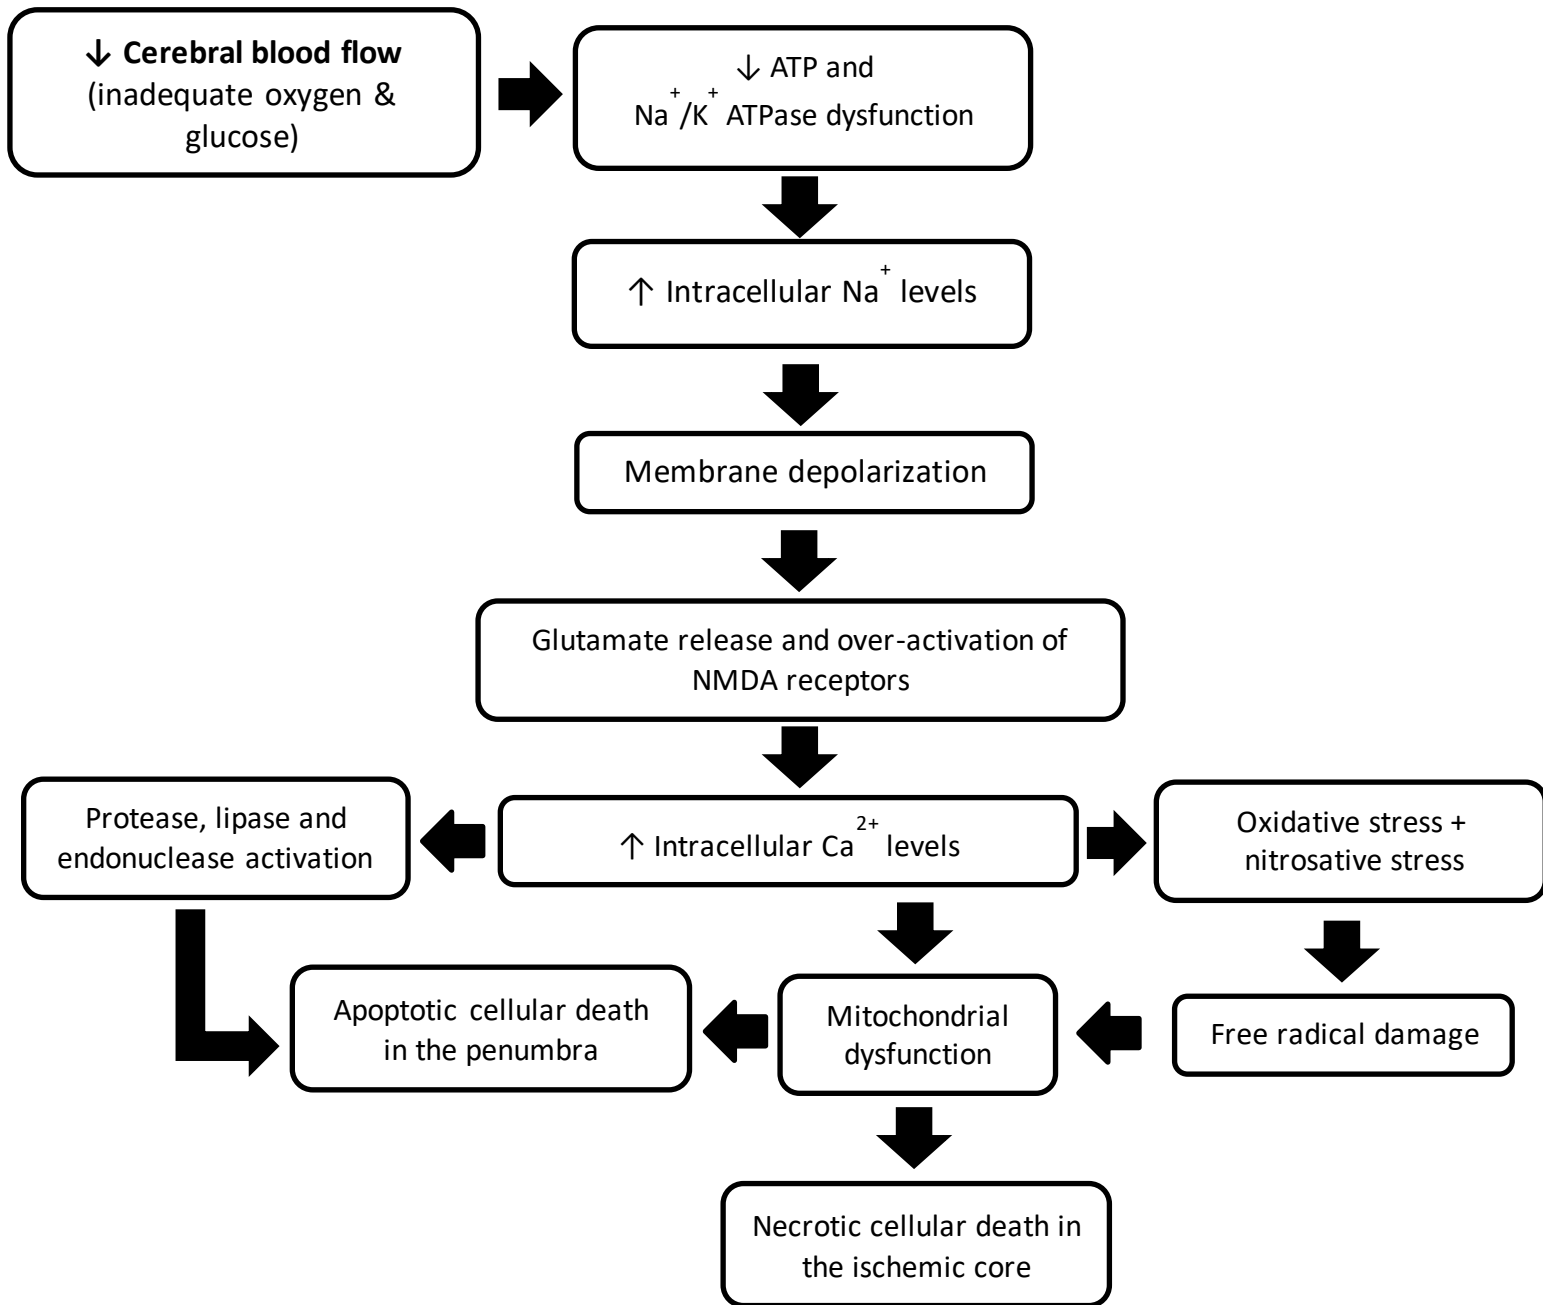 ↓ Cerebral blood flow
(inadequate oxygen &
glucose)
↓ ATP and
Na⁺/K⁺ ATPase dysfunction
↑ Intracellular Na⁺ levels
Membrane depolarization
Glutamate release and over-activation of
NMDA receptors
Protease, lipase and
endonuclease activation
↑ Intracellular Ca²⁺ levels
Oxidative stress +
nitrosative stress
Apoptotic cellular death
in the penumbra
Mitochondrial
dysfunction
Free radical damage
Necrotic cellular death in
the ischemic core